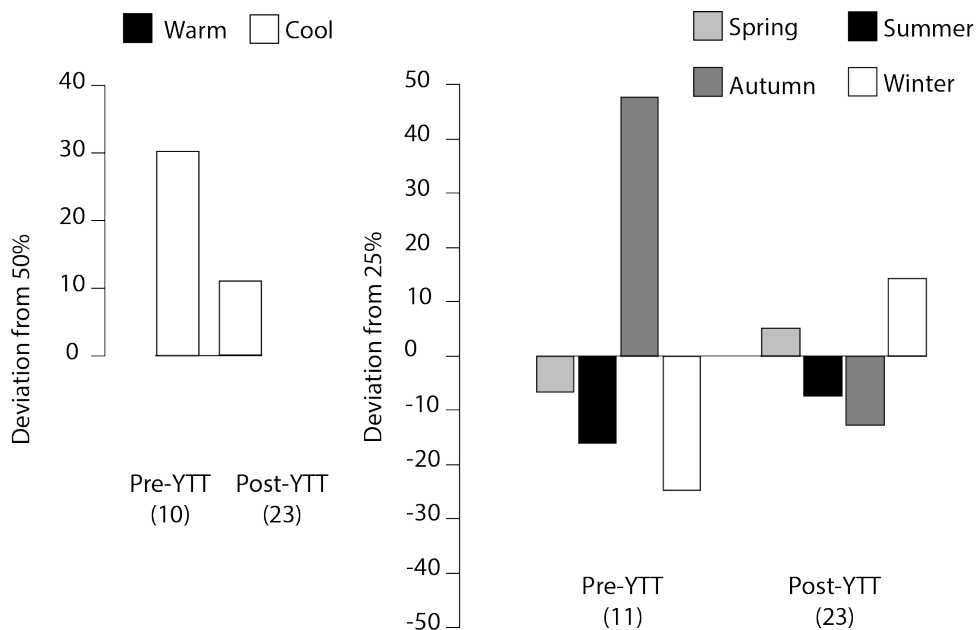 Warm
Cool
40
30
20
10
0
Deviation from 50%
Pre-YTT
(10)
Post-YTT
(23)
Spring
Summer
Autumn
Winter
50
40
30
20
10
0
-10
-20
-30
-40
-50
Deviation from 25%
Pre-YTT
(11)
Post-YTT
(23)